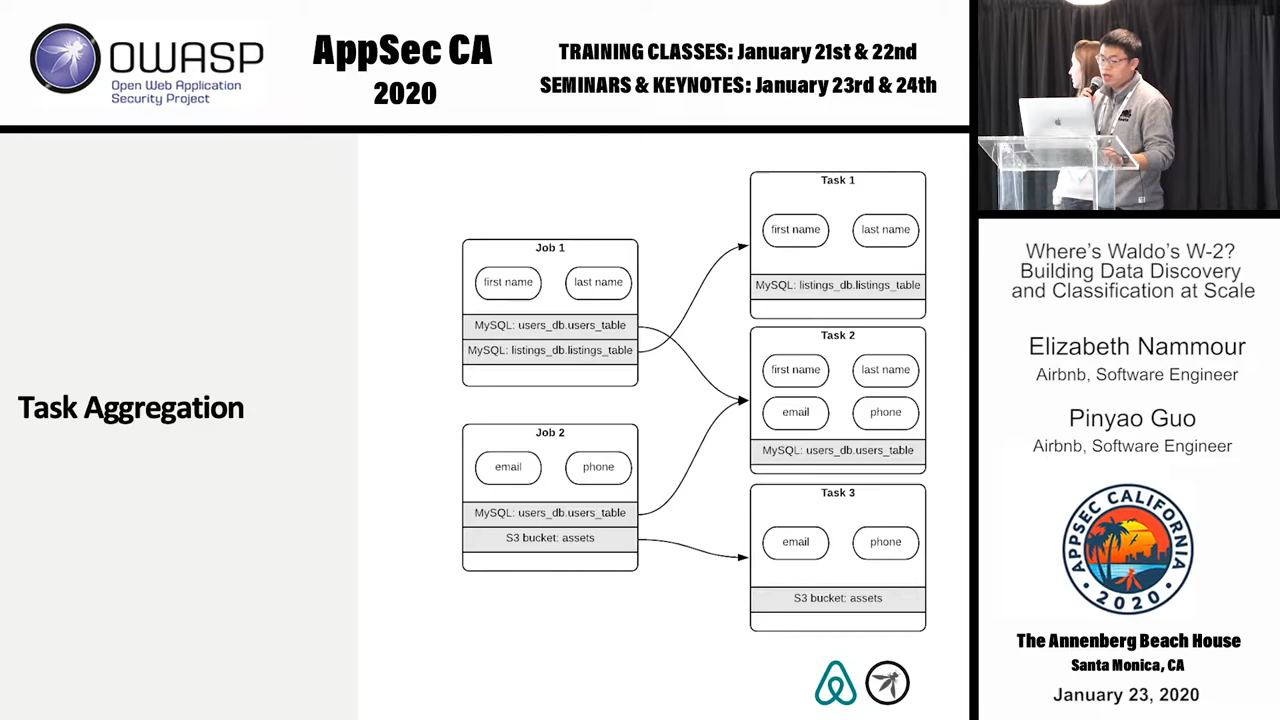 OWASP
Open Web Application
Security Project
AppSec CA
2020
TRAINING CLASSES: January 21st & 22nd
SEMINARS & KEYNOTES: January 23rd & 24th
Task Aggregation
Job 1
first name
last name
MySQL: users_db.users_table
MySQL: listings_db.listings_table
Job 2
email
phone
MySQL: users_db.users_table
S3 bucket: assets
Task 1
first name
last name
MySQL: listings_db.listings_table
Task 2
first name
last name
email
phone
MySQL: users_db.users_table
Task 3
email
phone
S3 bucket: assets
Where's Waldo's W-2?
Building Data Discovery
and Classification at Scale
Elizabeth Nammour
Airbnb, Software Engineer
Pinyao Guo
Airbnb, Software Engineer
APPSEC CALIFORNIA
• 2020 •
The Annenberg Beach House
Santa Monica, CA
January 23, 2020